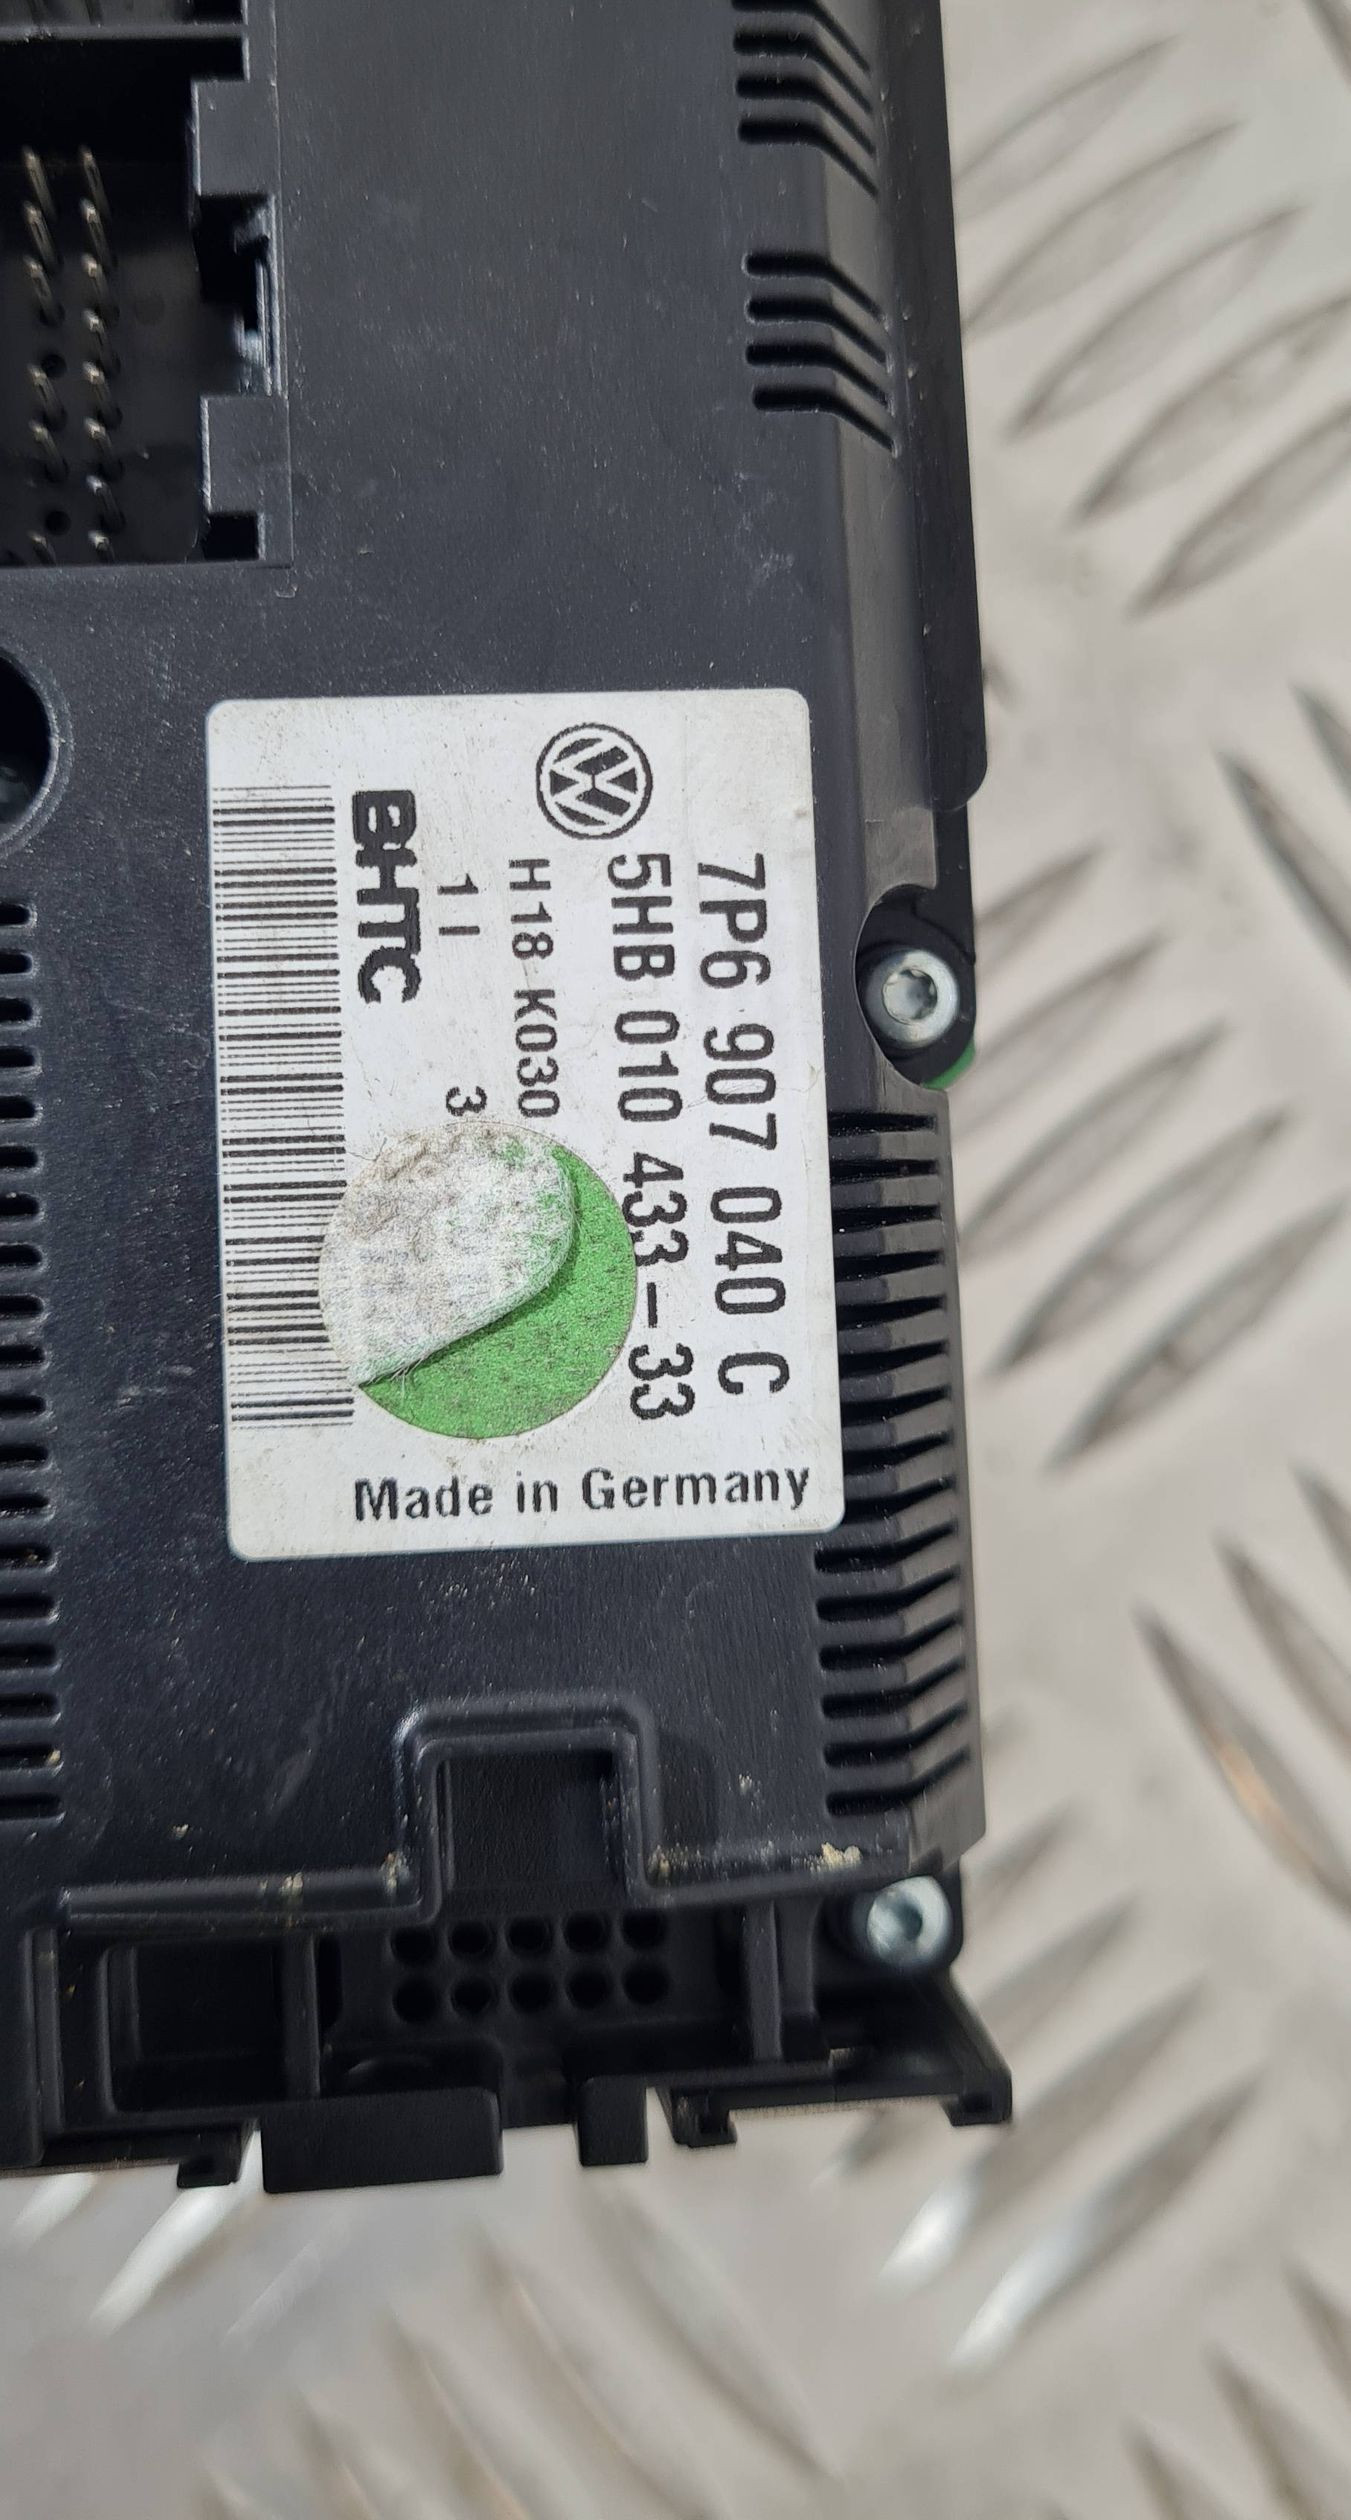 7P6 907 040 C
5HB 010 433-33
H18 K030
11
3
BHTC
Made in Germany